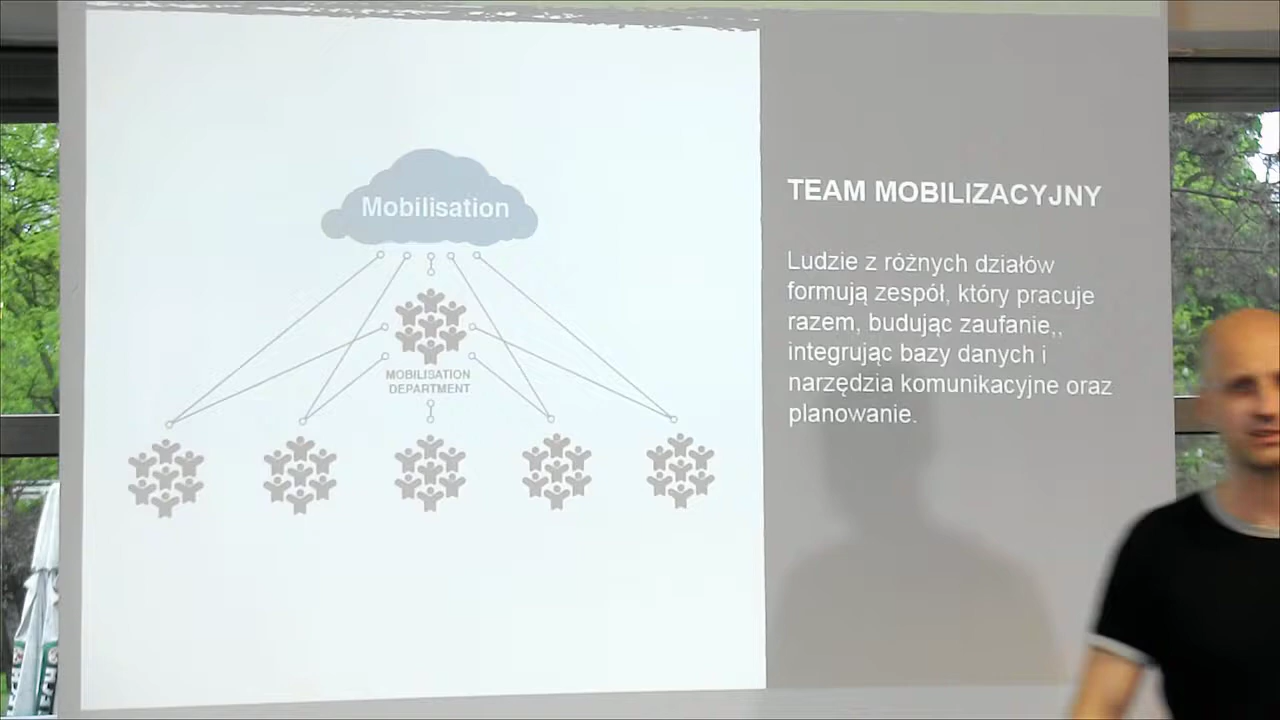 Mobilisation
MOBILISATION
DEPARTMENT
TEAM MOBILIZACYJNY
Ludzie z różnych działów
formują zespół, który pracuje
razem, budując zaufanie,,
integrując bazy danych i
narzędzia komunikacyjne oraz
planowanie.